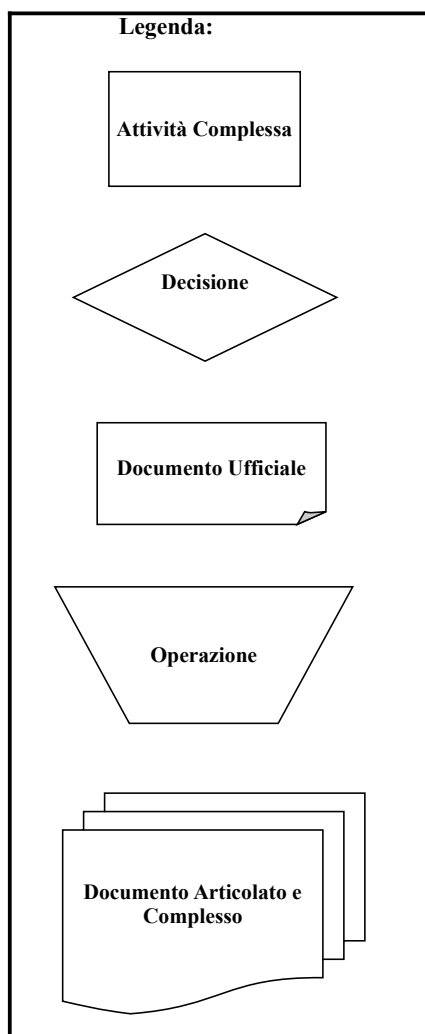 Legenda:
Attività Complessa
Decisione
Documento Ufficiale
Operazione
Documento Articolato e
Complesso